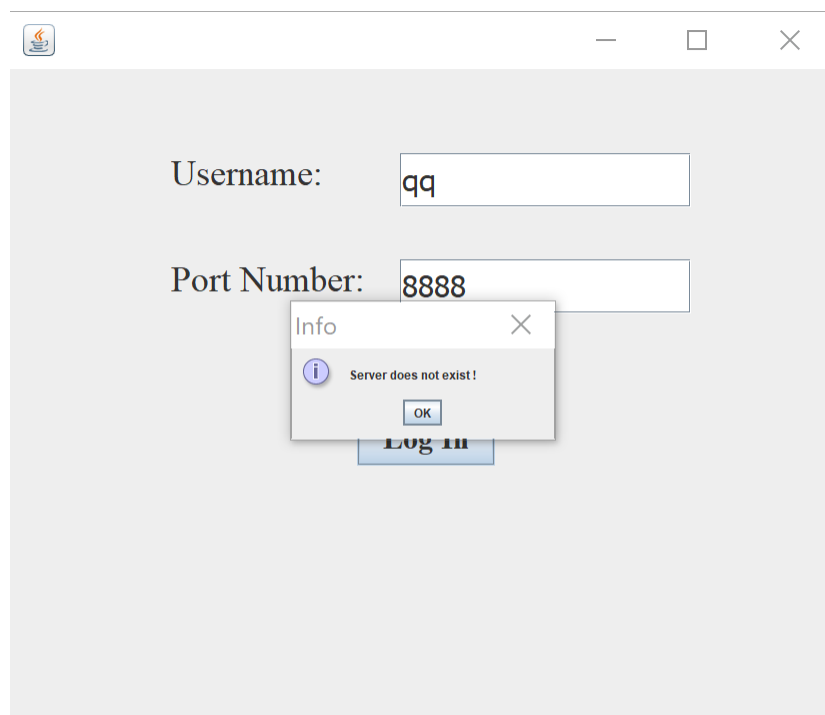 Username:
qq
Port Number:
8888
Info
i
Server does not exist !
OK
Log In